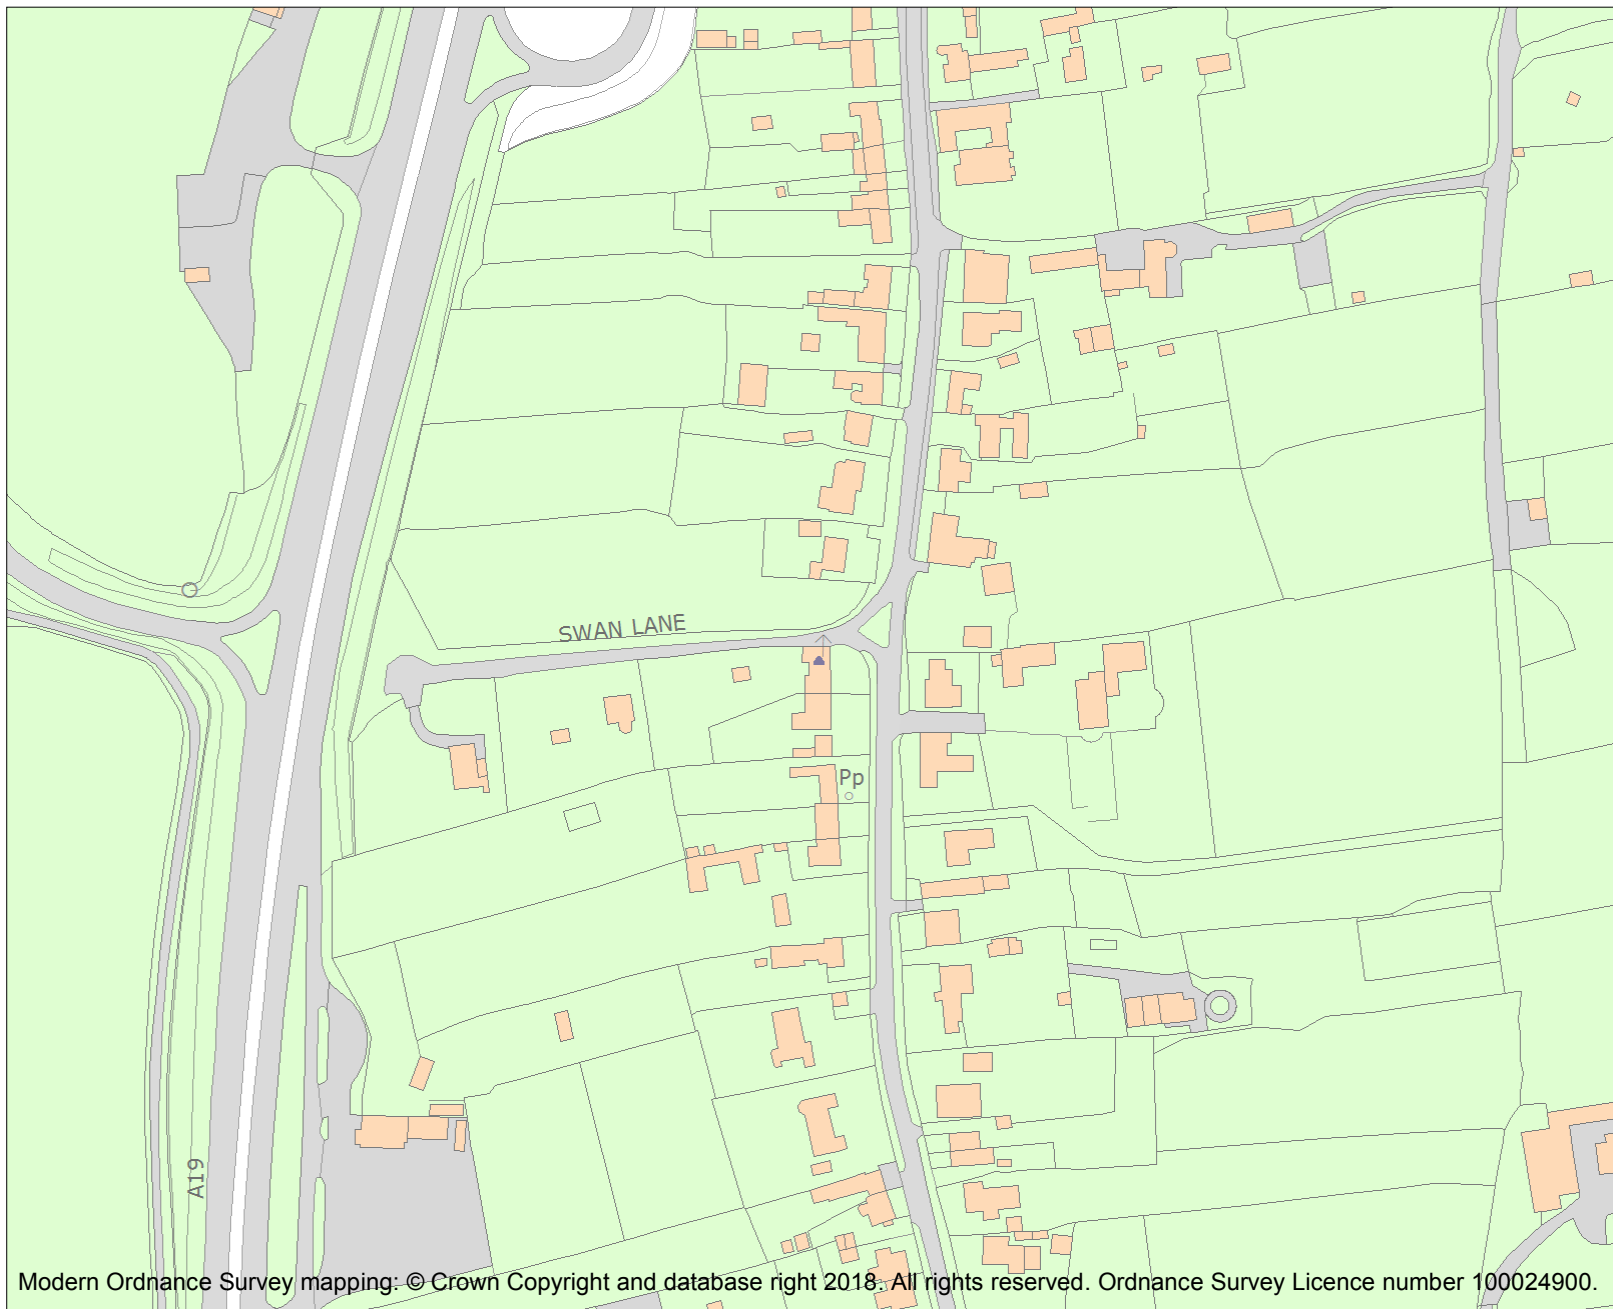 SWAN LANE
Pp
A19
Modern Ordnance Survey mapping: © Crown Copyright and database right 2018. All rights reserved. Ordnance Survey Licence number 100024900.